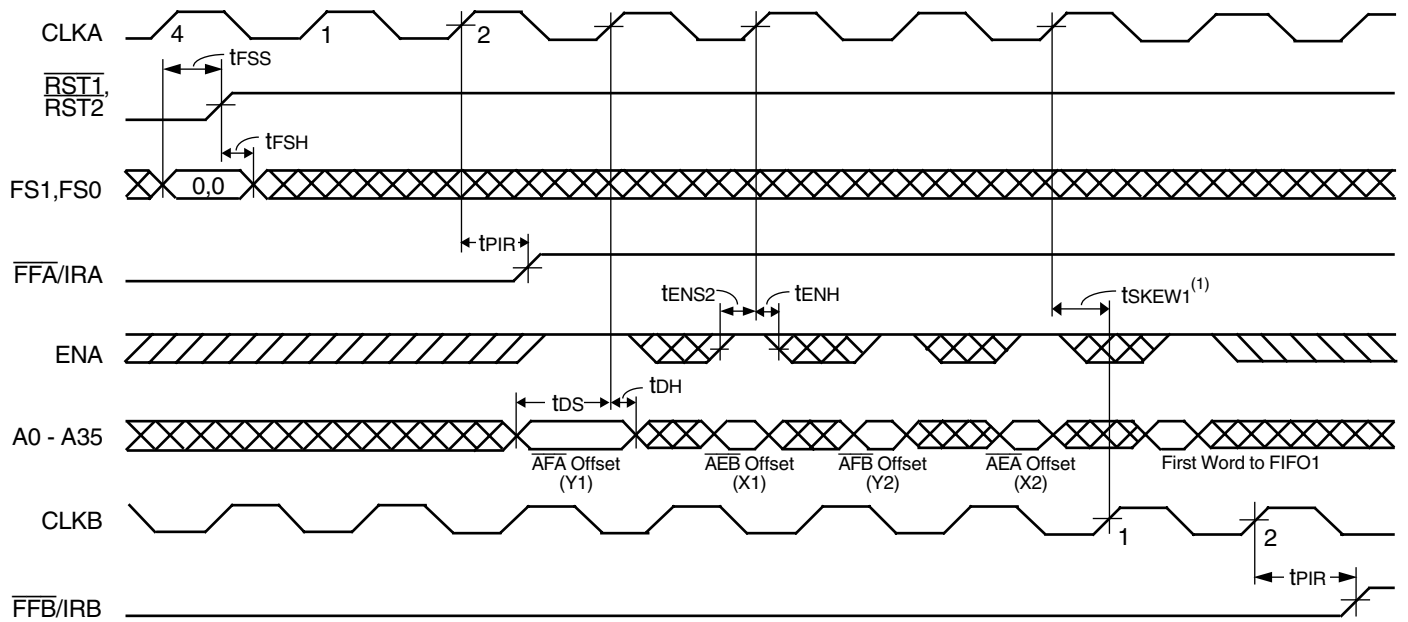 CLKA
4
1
2
tFSS
RST1,
RST2
tFSH
FS1,FS0
0,0
tPIR
FFA/IRA
tENS2
tENH
tSKEW1(1)
ENA
tDS
tDH
A0 - A35
AFA Offset
(Y1)
AEB Offset
(X1)
AFB Offset
(Y2)
AEA Offset
(X2)
First Word to FIFO1
CLKB
1
2
tPIR
FFB/IRB